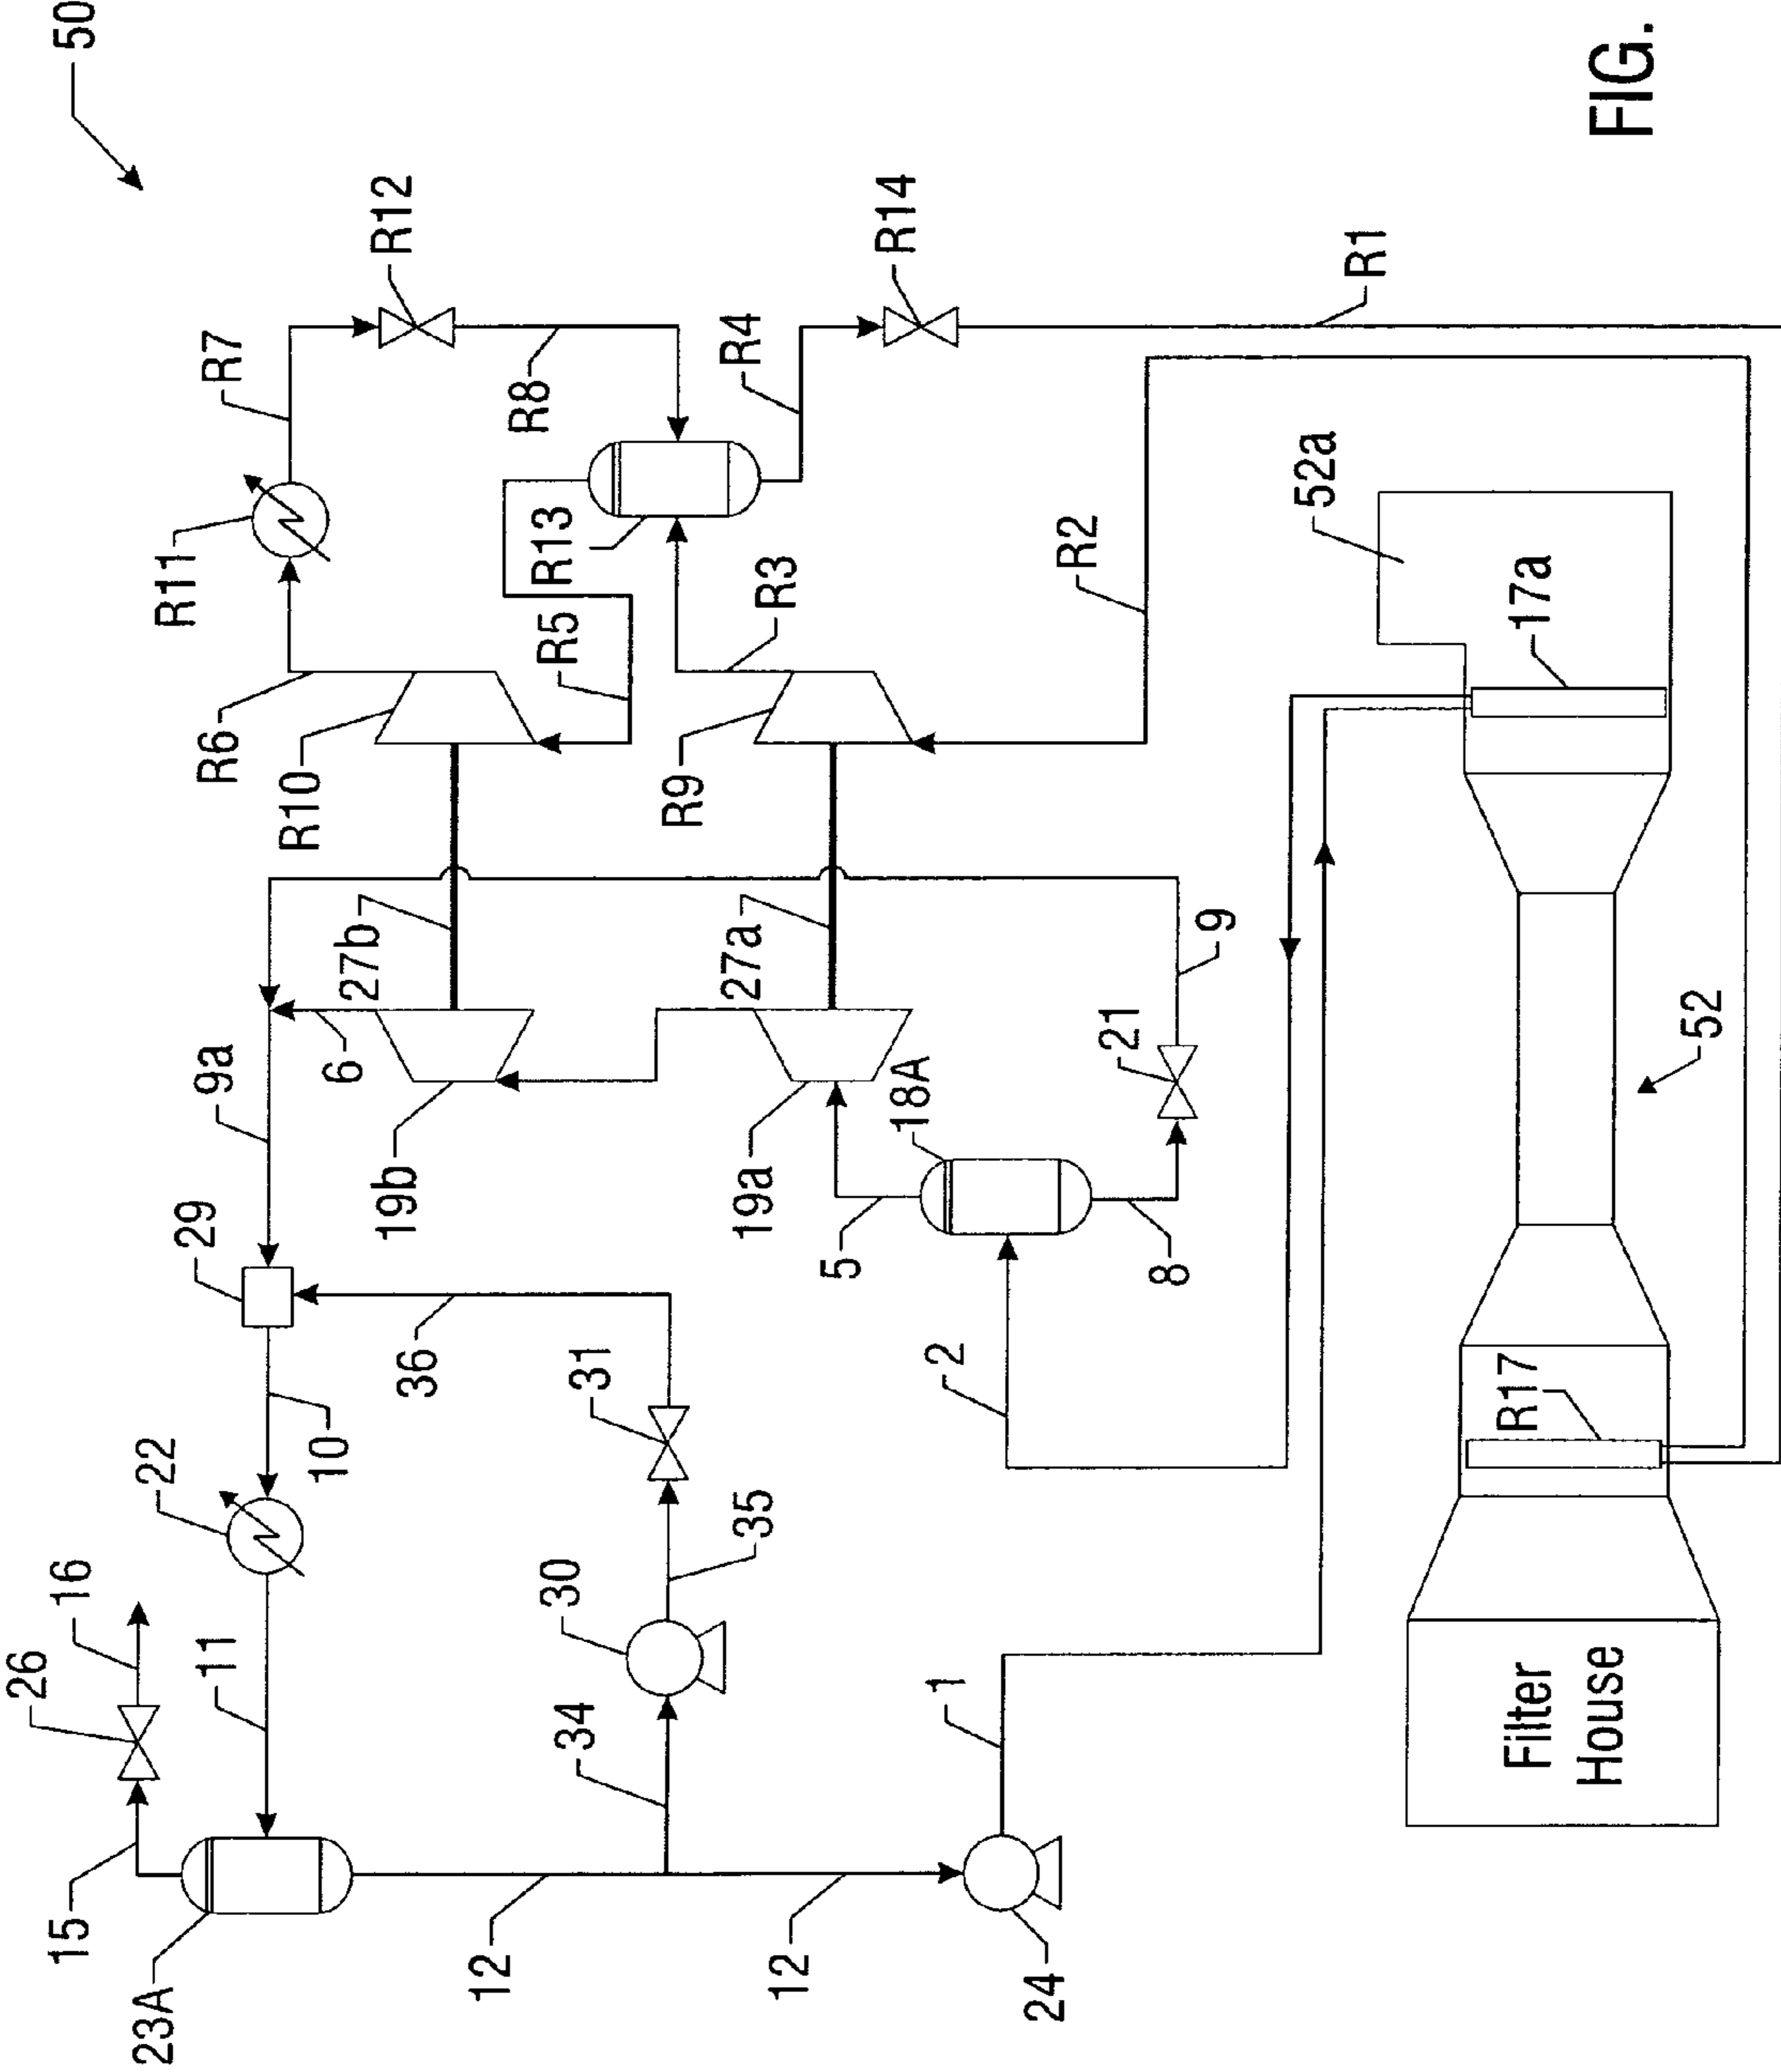 50
R7
R12
R11
R8
R14
R6
R13
R4
R10
R5
R3
R1
R9
R2
27b
27a
9
9a
6
21
19b
19a
18A
29
5
8
36
31
2
10
22
35
16
30
26
11
34
1
15
12
12
23A
24
52a
17a
52
R17
Filter
House
FIG.